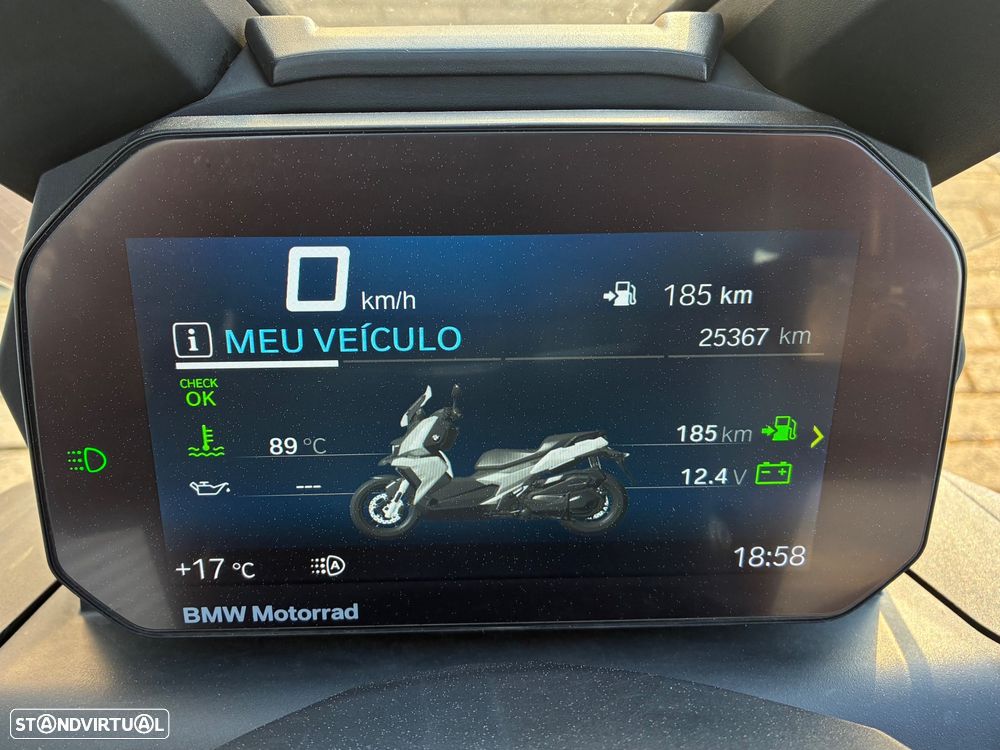 0 km/h
185 km
MEU VEÍCULO
25367 km
CHECK
OK
89 °C
185 km
---
12.4 V
+17 °C
A
18:58
BMW Motorrad
STANDVIRTUAL